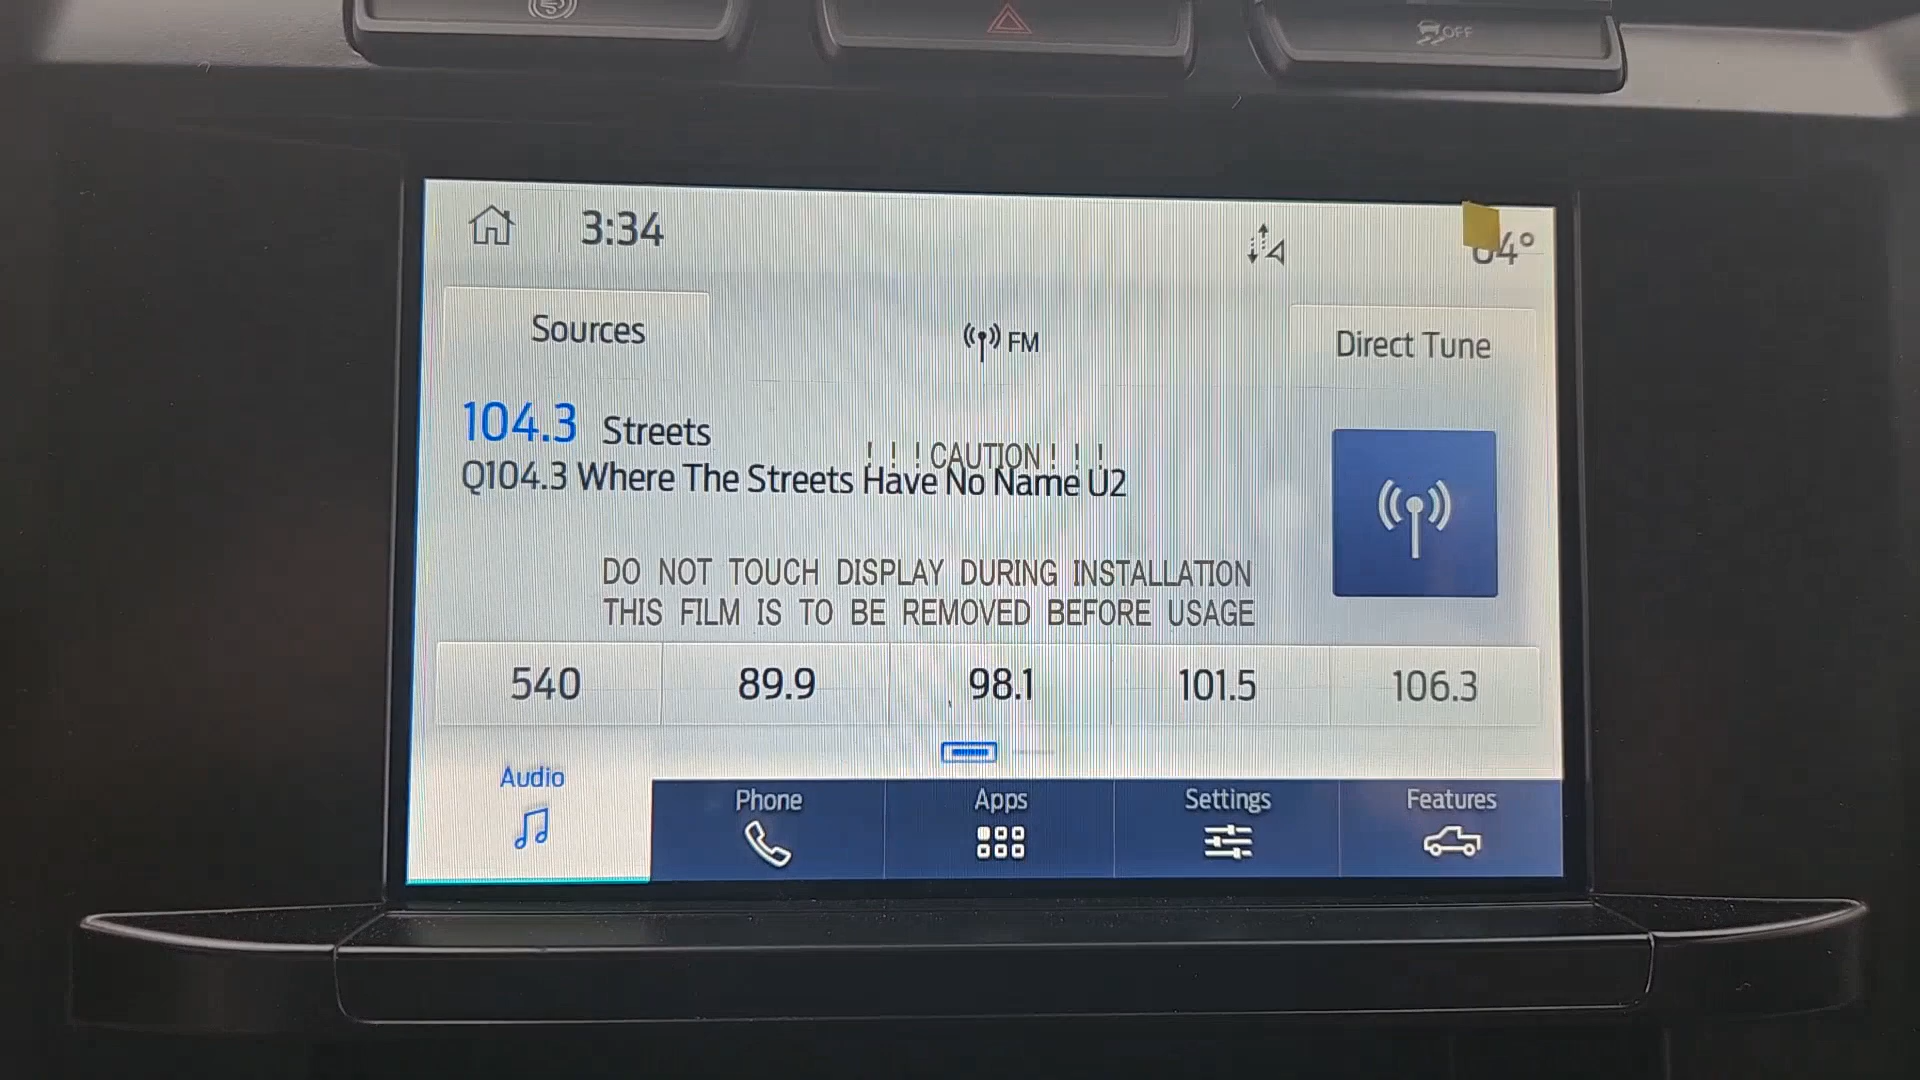 OFF
3:34
Sources
FM
Direct Tune
104.3 Streets
! ! ! CAUTION ! ! !
Q104.3 Where The Streets Have No Name U2
DO NOT TOUCH DISPLAY DURING INSTALLATION
THIS FILM IS TO BE REMOVED BEFORE USAGE
540 89.9 98.1 101.5 106.3
Audio Phone Apps Settings Features